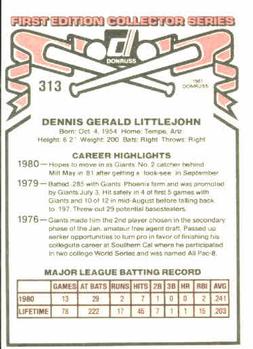 FIRST EDITION COLLECTOR SERIES
DONRUSS
1981
DONRUSS
313
DENNIS GERALD LITTLEJOHN
Born: Oct. 4, 1954 Home: Tempe, Ariz
Height: 6'2" Weight: 200 Bats: Right Throws: Right
CAREER HIGHLIGHTS
1980— Hopes to move in as Giants' No. 2 catcher behind
Milt May in '81 after getting a look-see in September
1979—Batted .285 with Giants' Phoenix farm and was promoted
by Giants July 3. Hit safely in 4 of first 5 games with
Giants and 10 of 12 in mid-August before falling back
to .197. Threw out 29 potential basestealers.
1976—Giants made him the 2nd player chosen in the secondary
phase of the Jan. amateur free agent draft. Passed up
seeker opportunities to turn pro in favor of finishing his
collegiate career at Southern Cal where he participated
in two college World Series and was named All Pac-8.
MAJOR LEAGUE BATTING RECORD
GAMES AT BATS RUNS HITS 2B 3B HR RBI AVG.
1980 13 29 2 7 1 0 0 2 .241
LIFETIME 78 222 17 45 7 1 1 15 .203